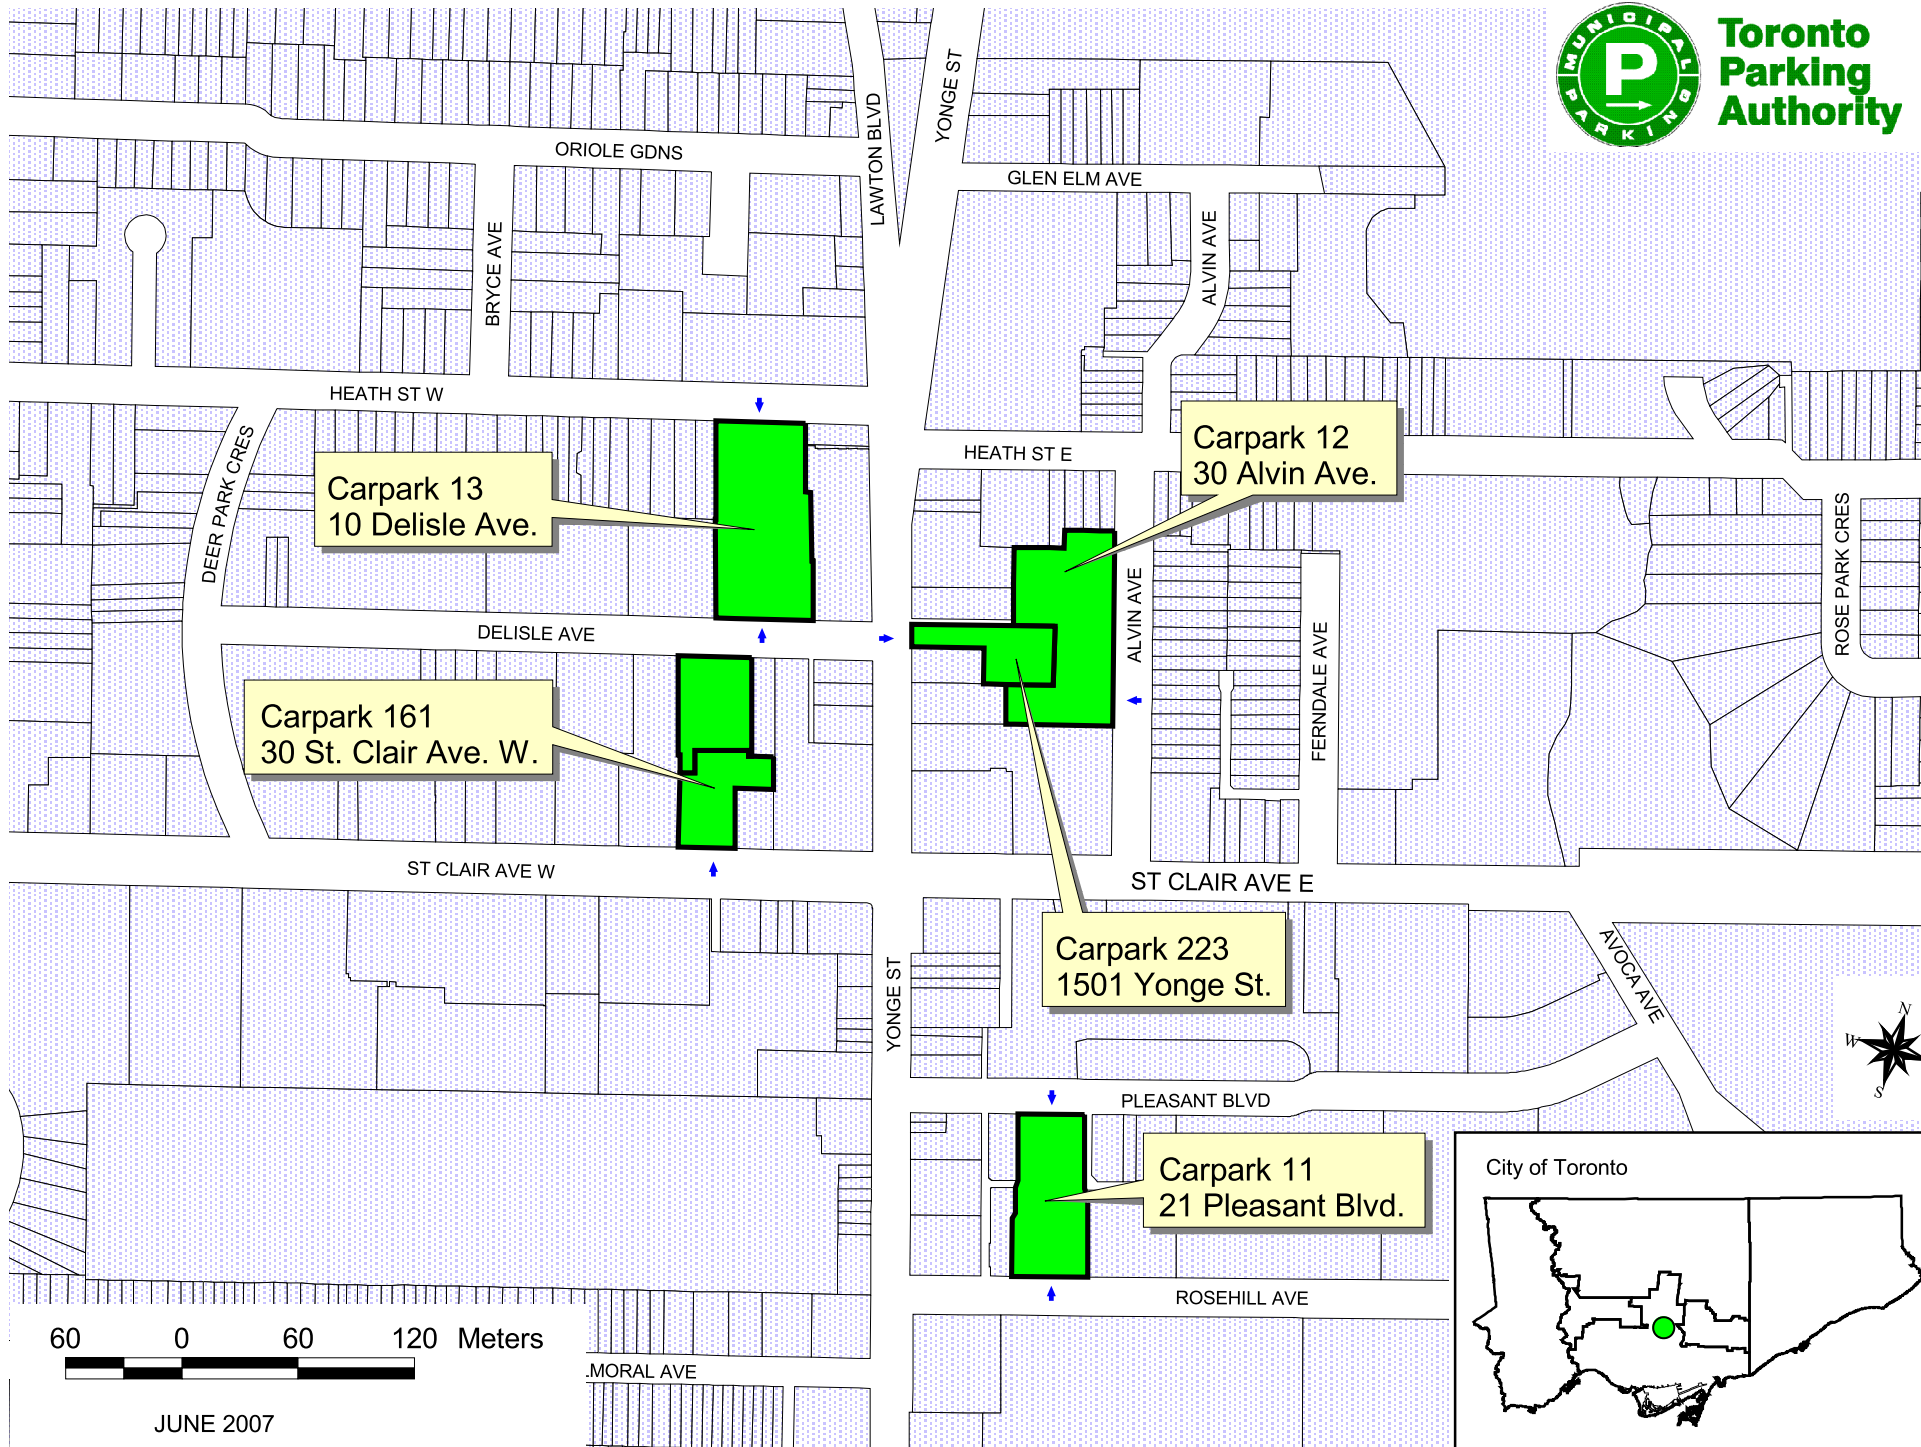 MUNICIPAL
P
PARKING
Toronto
Parking
Authority
LAWTON BLVD
YONGE ST
ORIOLE GDNS
GLEN ELM AVE
BRYCE AVE
ALVIN AVE
HEATH ST W
DEER PARK CRES
Carpark 13
10 Delisle Ave.
HEATH ST E
Carpark 12
30 Alvin Ave.
ROSE PARK CRES
DELISLE AVE
ALVIN AVE
FERNDALE AVE
Carpark 161
30 St. Clair Ave. W.
ST CLAIR AVE W
ST CLAIR AVE E
Carpark 223
1501 Yonge St.
YONGE ST
AVOCA AVE
N
W
S
PLEASANT BLVD
Carpark 11
21 Pleasant Blvd.
City of Toronto
ROSEHILL AVE
60 0 60 120 Meters
LMORAL AVE
JUNE 2007